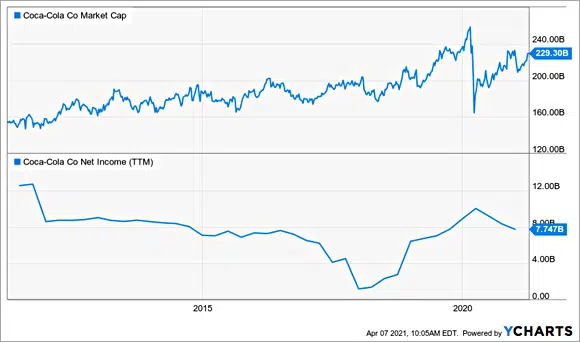 Coca-Cola Co Market Cap
240.00B
229.30B
200.00B
160.00B
120.00B
Coca-Cola Co Net Income (TTM)
12.00B
8.00B
7.747B
4.00B
0.00
2015
2020
Apr 07 2021, 10:05AM EDT. Powered by YCHARTS